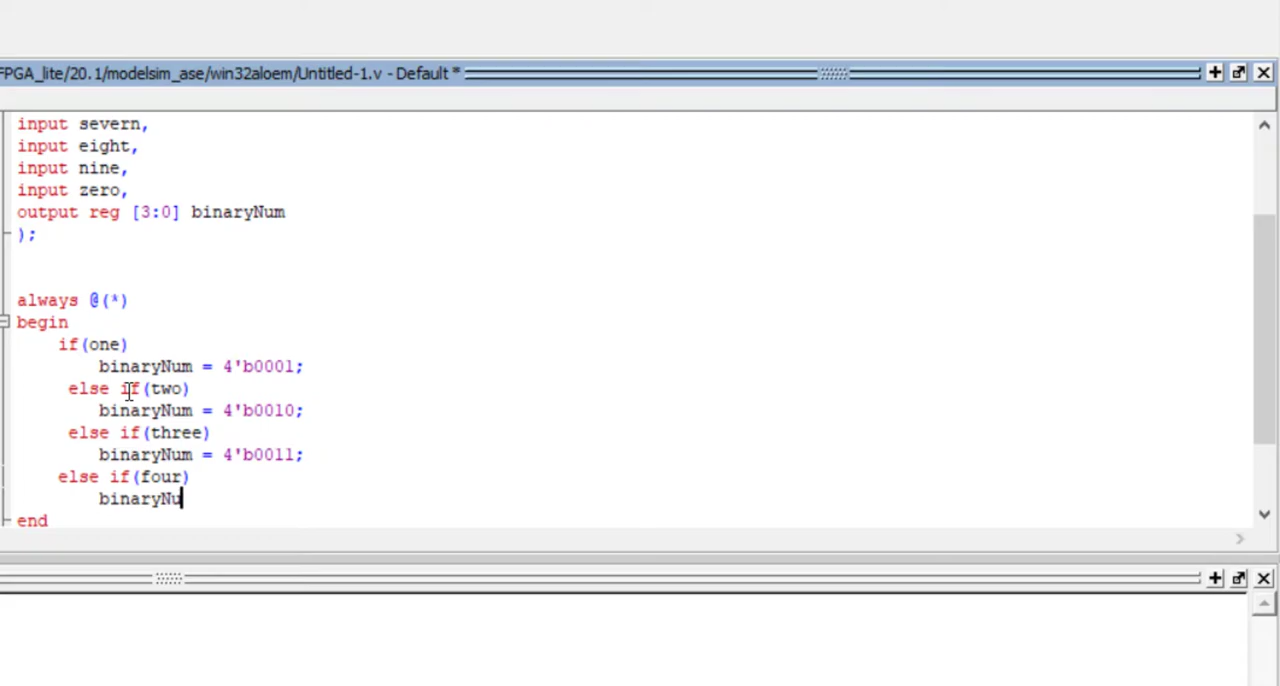 FPGA_lite/20.1/modelsim_ase/win32aloem/Untitled-1.v - Default *
input severn,
input eight,
input nine,
input zero,
output reg [3:0] binaryNum
);
always @(*)
begin
if(one)
binaryNum = 4'b0001;
else if(two)
binaryNum = 4'b0010;
else if(three)
binaryNum = 4'b0011;
else if(four)
binaryNu
end